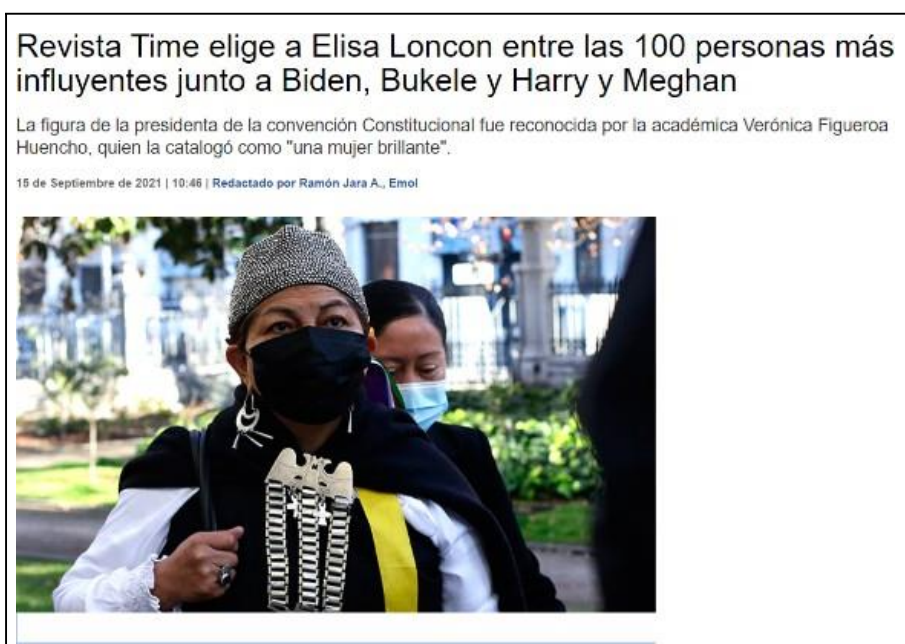 Revista Time elige a Elisa Loncon entre las 100 personas más
influyentes junto a Biden, Bukele y Harry y Meghan
La figura de la presidenta de la convención Constitucional fue reconocida por la académica Verónica Figueroa
Huencho, quien la catalogó como "una mujer brillante".
15 de Septiembre de 2021 | 10:46 | Redactado por Ramón Jara A., Emol